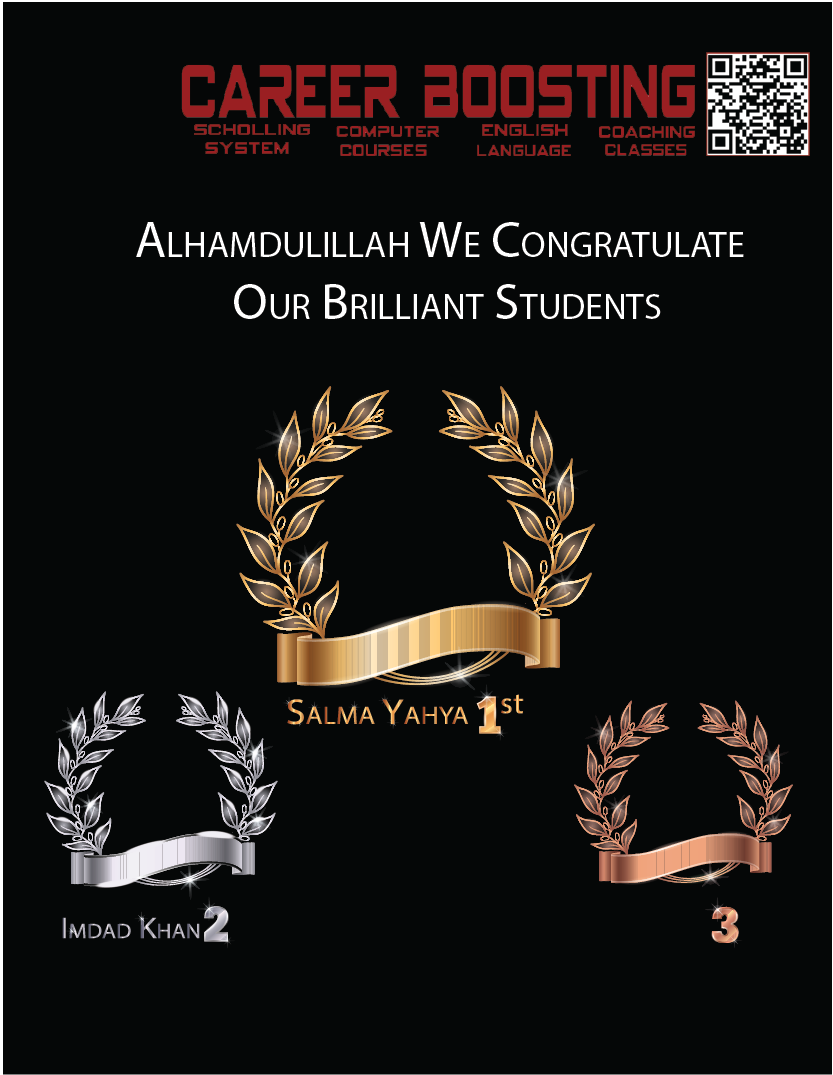 CAREER BOOSTING
SCHOLLING SYSTEM
COMPUTER COURSES
ENGLISH LANGUAGE
COACHING CLASSES
ALHAMDULILLAH WE CONGRATULATE
OUR BRILLIANT STUDENTS
SALMA YAHYA 1st
IMDAD KHAN 2
3